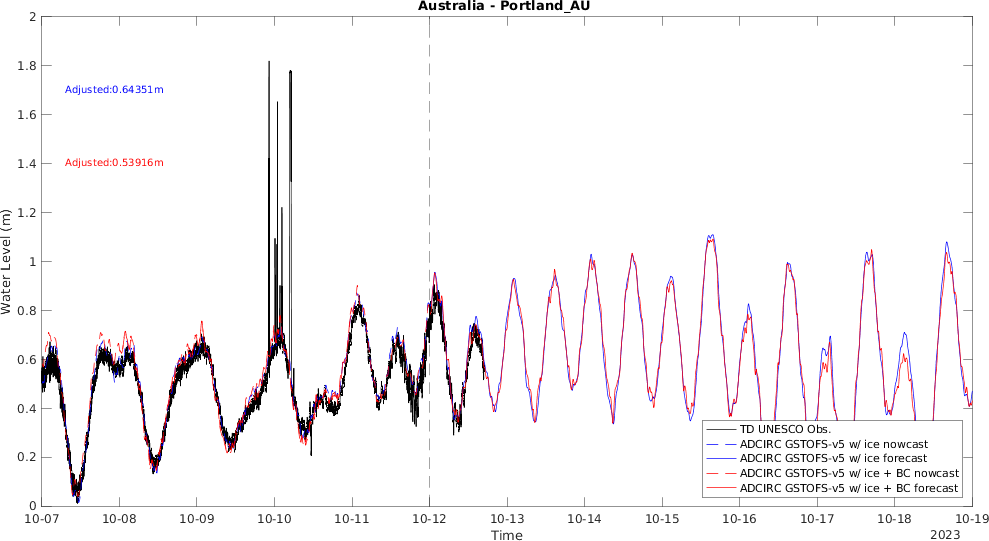 Australia - Portland_AU
2
1.8
1.6
1.4
1.2
1
0.8
0.6
0.4
0.2
0
Water Level (m)
Adjusted:0.64351m
Adjusted:0.53916m
TD UNESCO Obs.
ADCIRC GSTOFS-v5 w/ ice nowcast
ADCIRC GSTOFS-v5 w/ ice forecast
ADCIRC GSTOFS-v5 w/ ice + BC nowcast
ADCIRC GSTOFS-v5 w/ ice + BC forecast
10-07 10-08 10-09 10-10 10-11 10-12 10-13 10-14 10-15 10-16 10-17 10-18 10-19
Time
2023